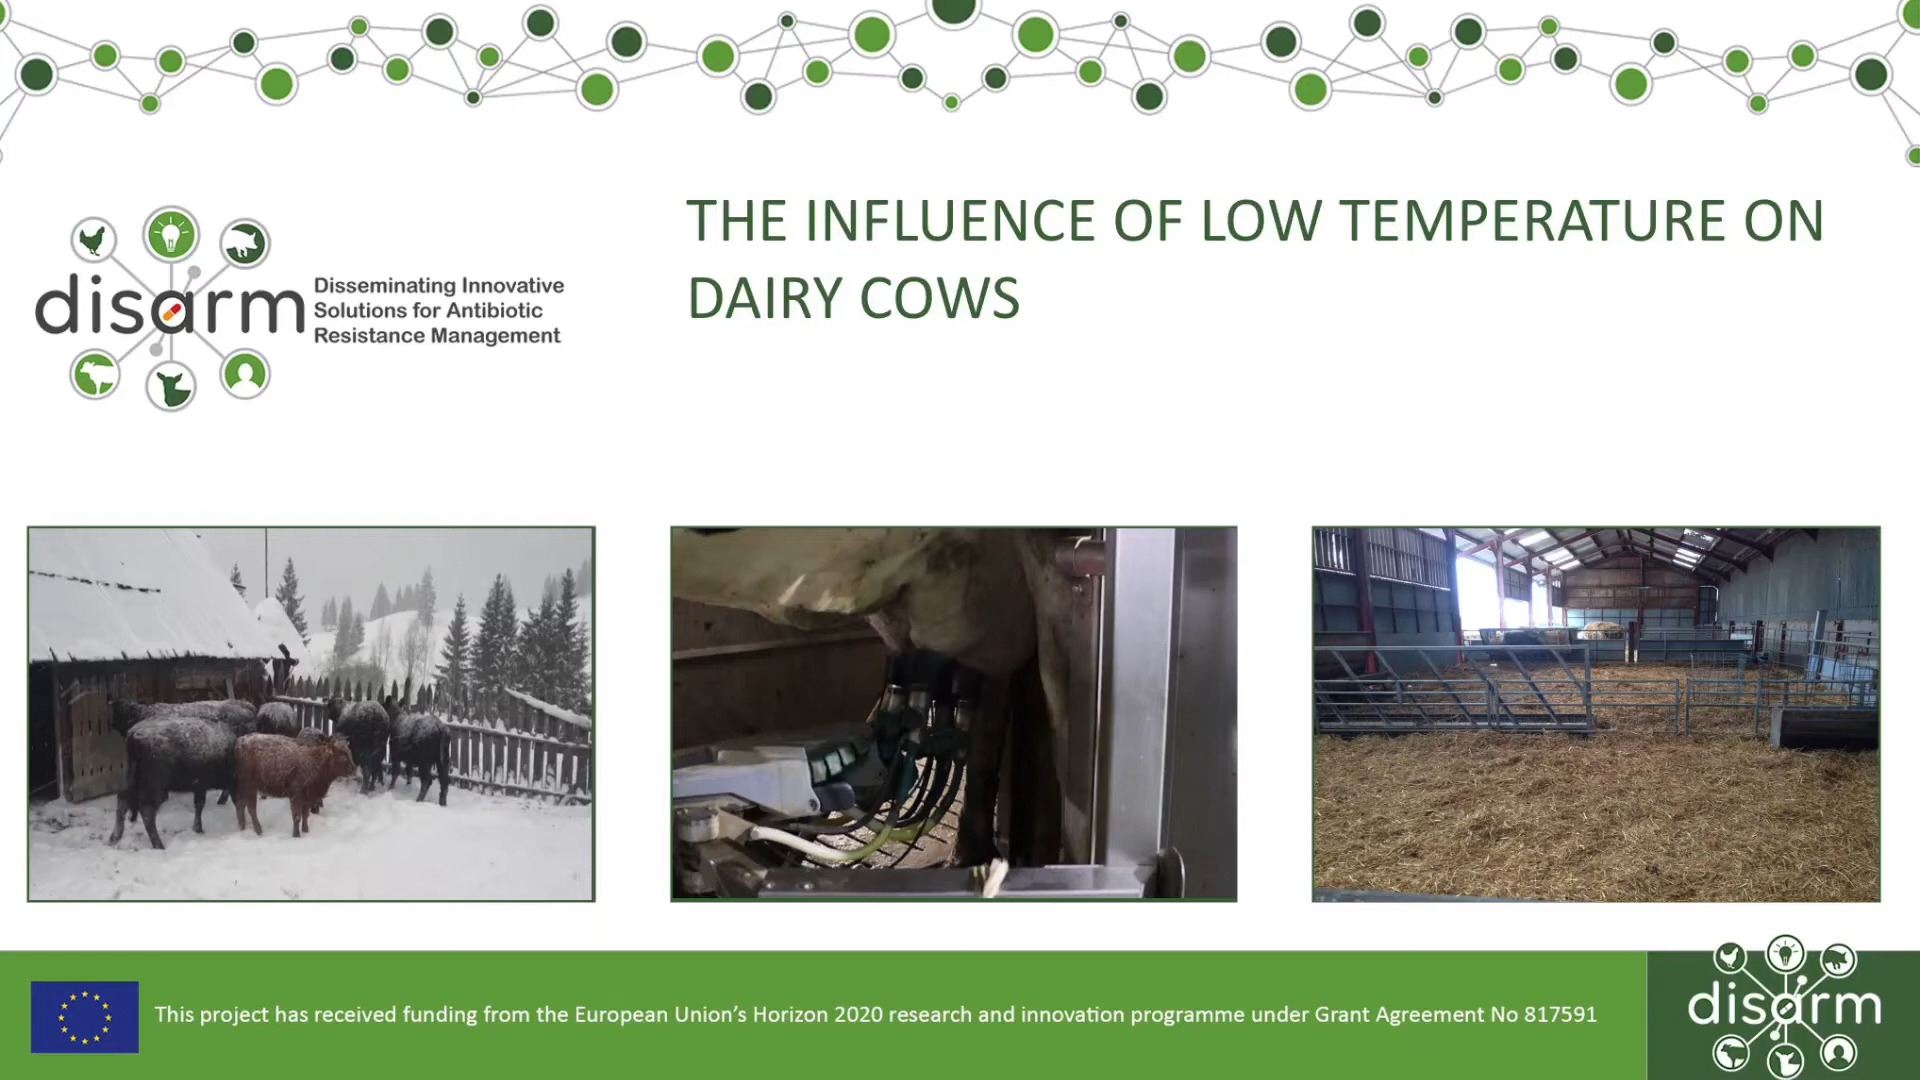 THE INFLUENCE OF LOW TEMPERATURE ON
DAIRY COWS
disarm
Disseminating Innovative
Solutions for Antibiotic
Resistance Management
This project has received funding from the European Union’s Horizon 2020 research and innovation programme under Grant Agreement No 817591
disarm